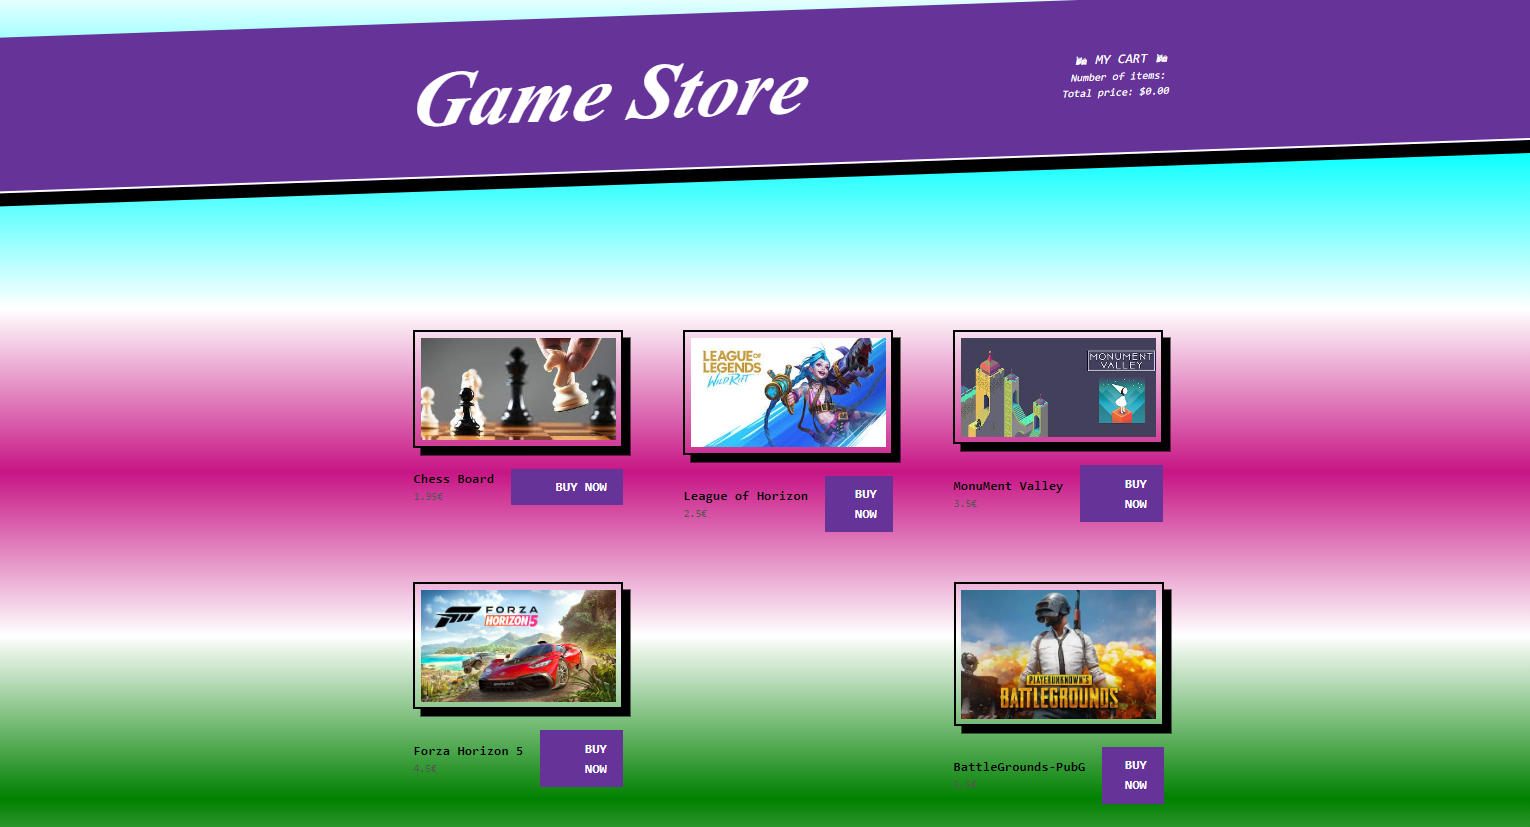 Game Store
MY CART
Number of items:
Total price: $0.00
LEAGUE OF
LEGENDS
WILD RIFT
MONUMENT
VALLEY
Chess Board
1.95€
BUY NOW
League of Horizon
2.5€
BUY
NOW
MonuMent Valley
3.5€
BUY
NOW
FORZA
HORIZON 5
PLAYERUNKNOWN'S
BATTLEGROUNDS
Forza Horizon 5
4.5€
BUY
NOW
BattleGrounds-PubG
BUY
NOW